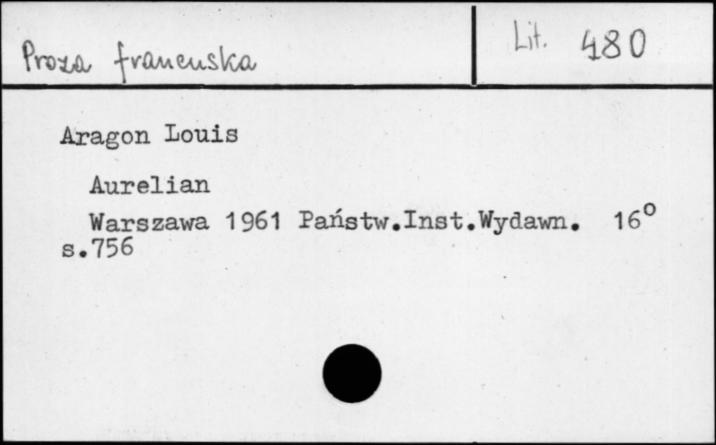 Proza francuska
Lit. 480
Aragon Louis
Aurelian
Warszawa 1961 Państw.Inst.Wydawn. 16°
s.756